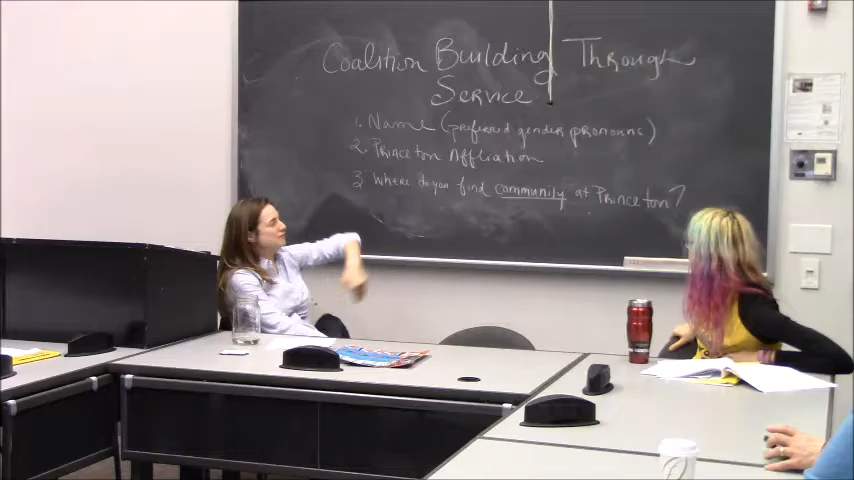 Coalition Building Through
Service
1. Name (preferred gender pronouns)
2. Princeton Affliation
3 Where do you find community at Princeton?